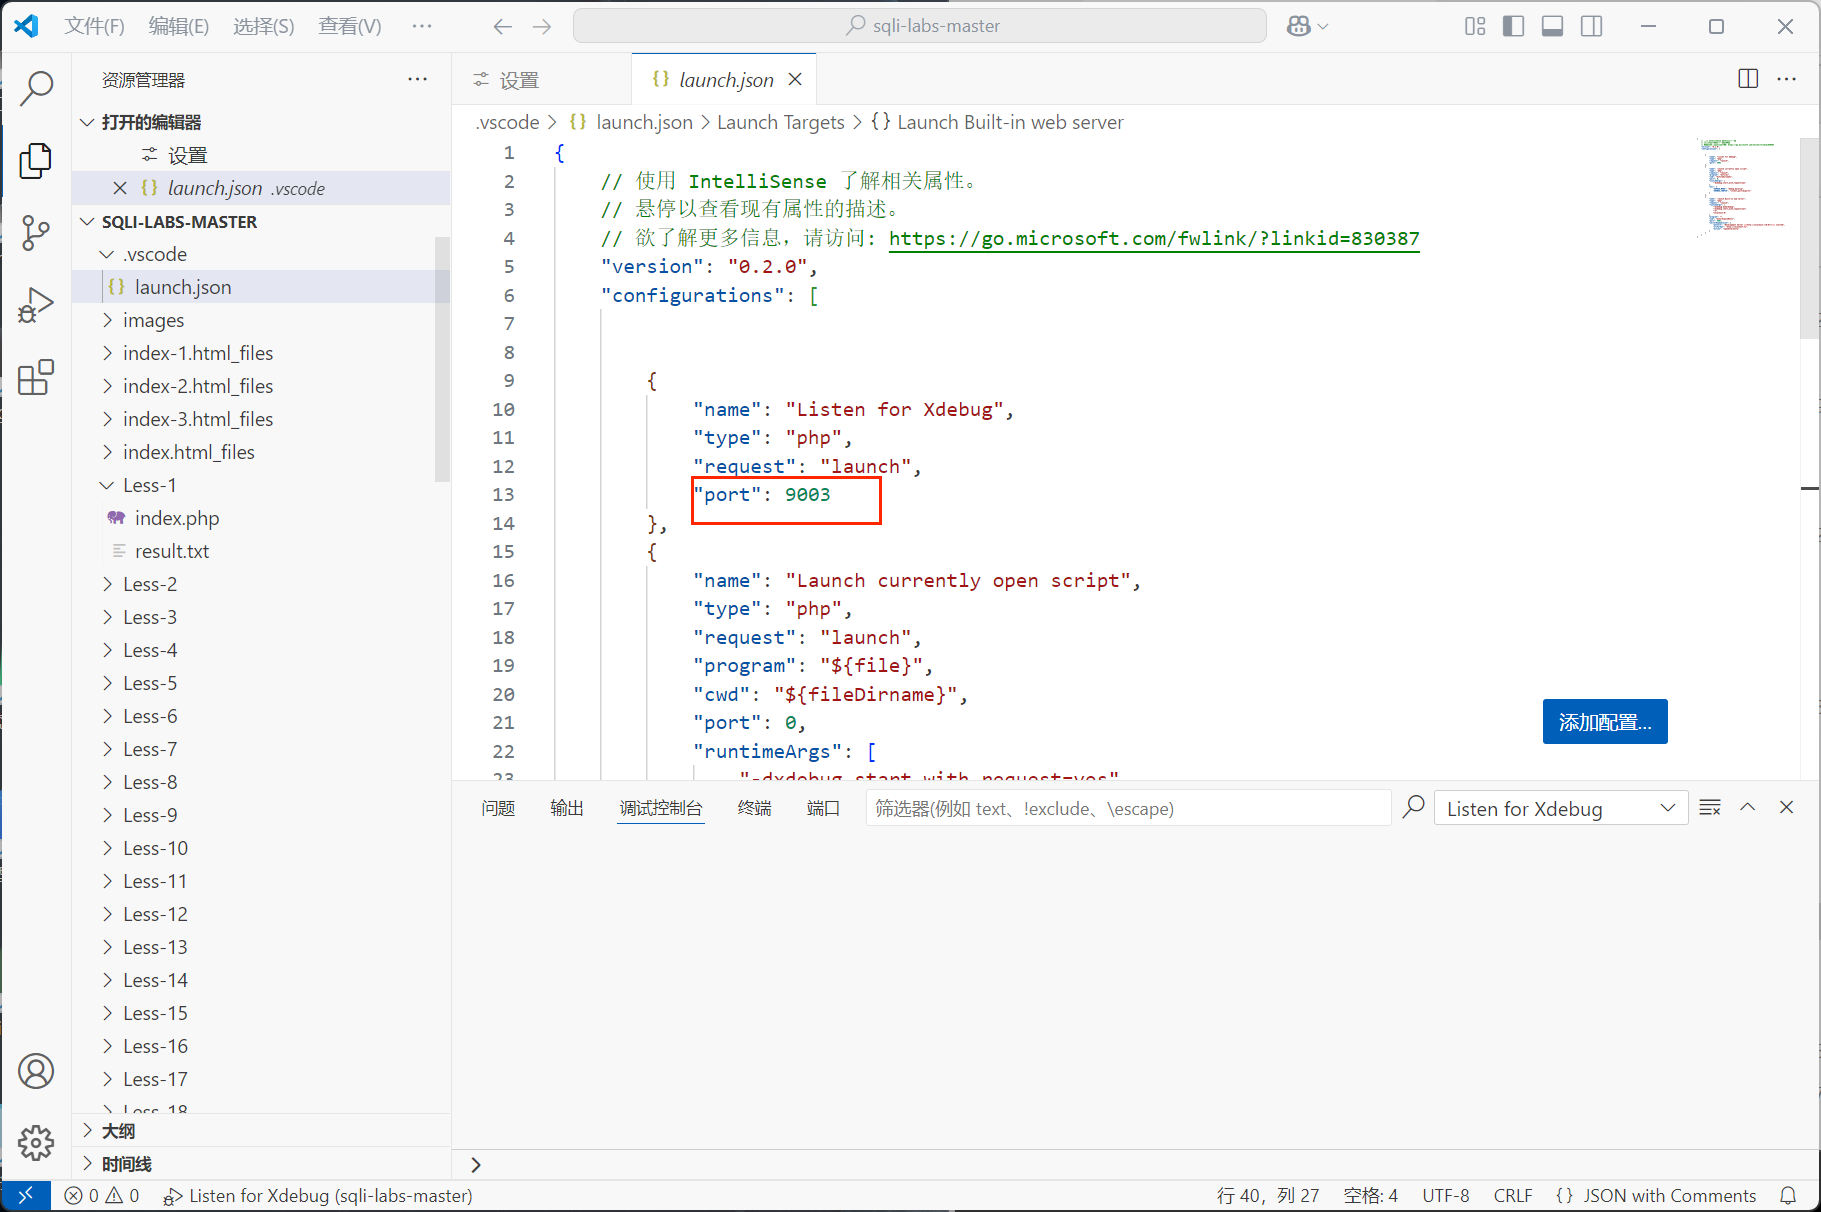 文件(F) 编辑(E) 选择(S) 查看(V) ··· sqli-labs-master
资源管理器 ···
打开的编辑器
设置
launch.json .vscode
SQLI-LABS-MASTER
.vscode
{} launch.json
images
index-1.html_files
index-2.html_files
index-3.html_files
index.html_files
Less-1
index.php
result.txt
Less-2
Less-3
Less-4
Less-5
Less-6
Less-7
Less-8
Less-9
Less-10
Less-11
Less-12
Less-13
Less-14
Less-15
Less-16
Less-17
Less-18
大纲
时间线
设置 {} launch.json
.vscode > {} launch.json > Launch Targets > {} Launch Built-in web server
1 {
2 // 使用 IntelliSense 了解相关属性。
3 // 悬停以查看现有属性的描述。
4 // 欲了解更多信息，请访问: https://go.microsoft.com/fwlink/?linkid=830387
5 "version": "0.2.0",
6 "configurations": [
7
8
9 {
10 "name": "Listen for Xdebug",
11 "type": "php",
12 "request": "launch",
13 "port": 9003
14 },
15 {
16 "name": "Launch currently open script",
17 "type": "php",
18 "request": "launch",
19 "program": "${file}",
20 "cwd": "${fileDirname}",
21 "port": 0,
22 "runtimeArgs": [
23 "-dxdebug.start_with_request=yes"
添加配置...
问题 输出 调试控制台 终端 端口 筛选器(例如 text、!exclude、\escape) Listen for Xdebug
>
0 0 Listen for Xdebug (sqli-labs-master) 行 40，列 27 空格: 4 UTF-8 CRLF {} JSON with Comments